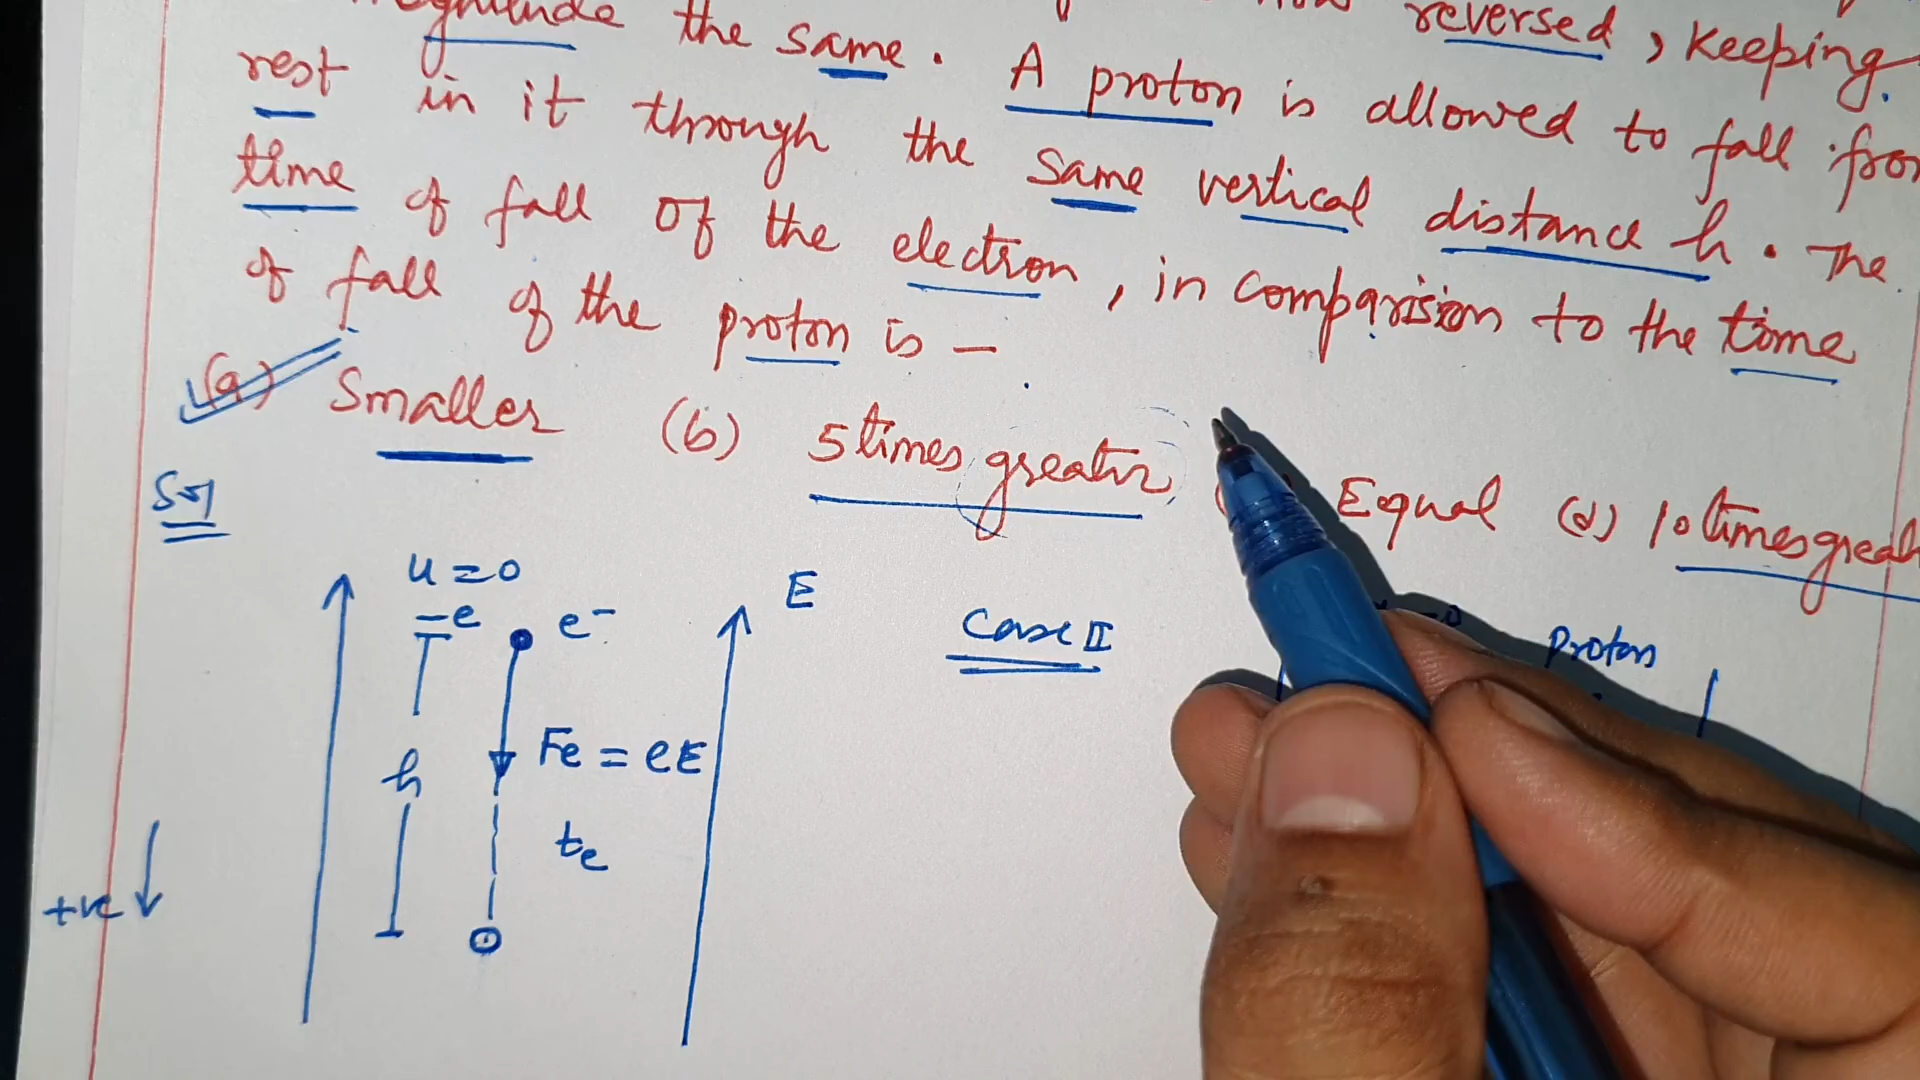 magnitude the same. reversed, keeping
rest in it through the same vertical distance h. The
A proton is allowed to fall from
time of fall of the electron, in comparision to the time
of fall of the proton is —
(a) Smaller (b) 5 times greater Equal (d) 10 times great
Sol
u = 0
-e e- E Case II Proton
h Fe = eE
te
+ve